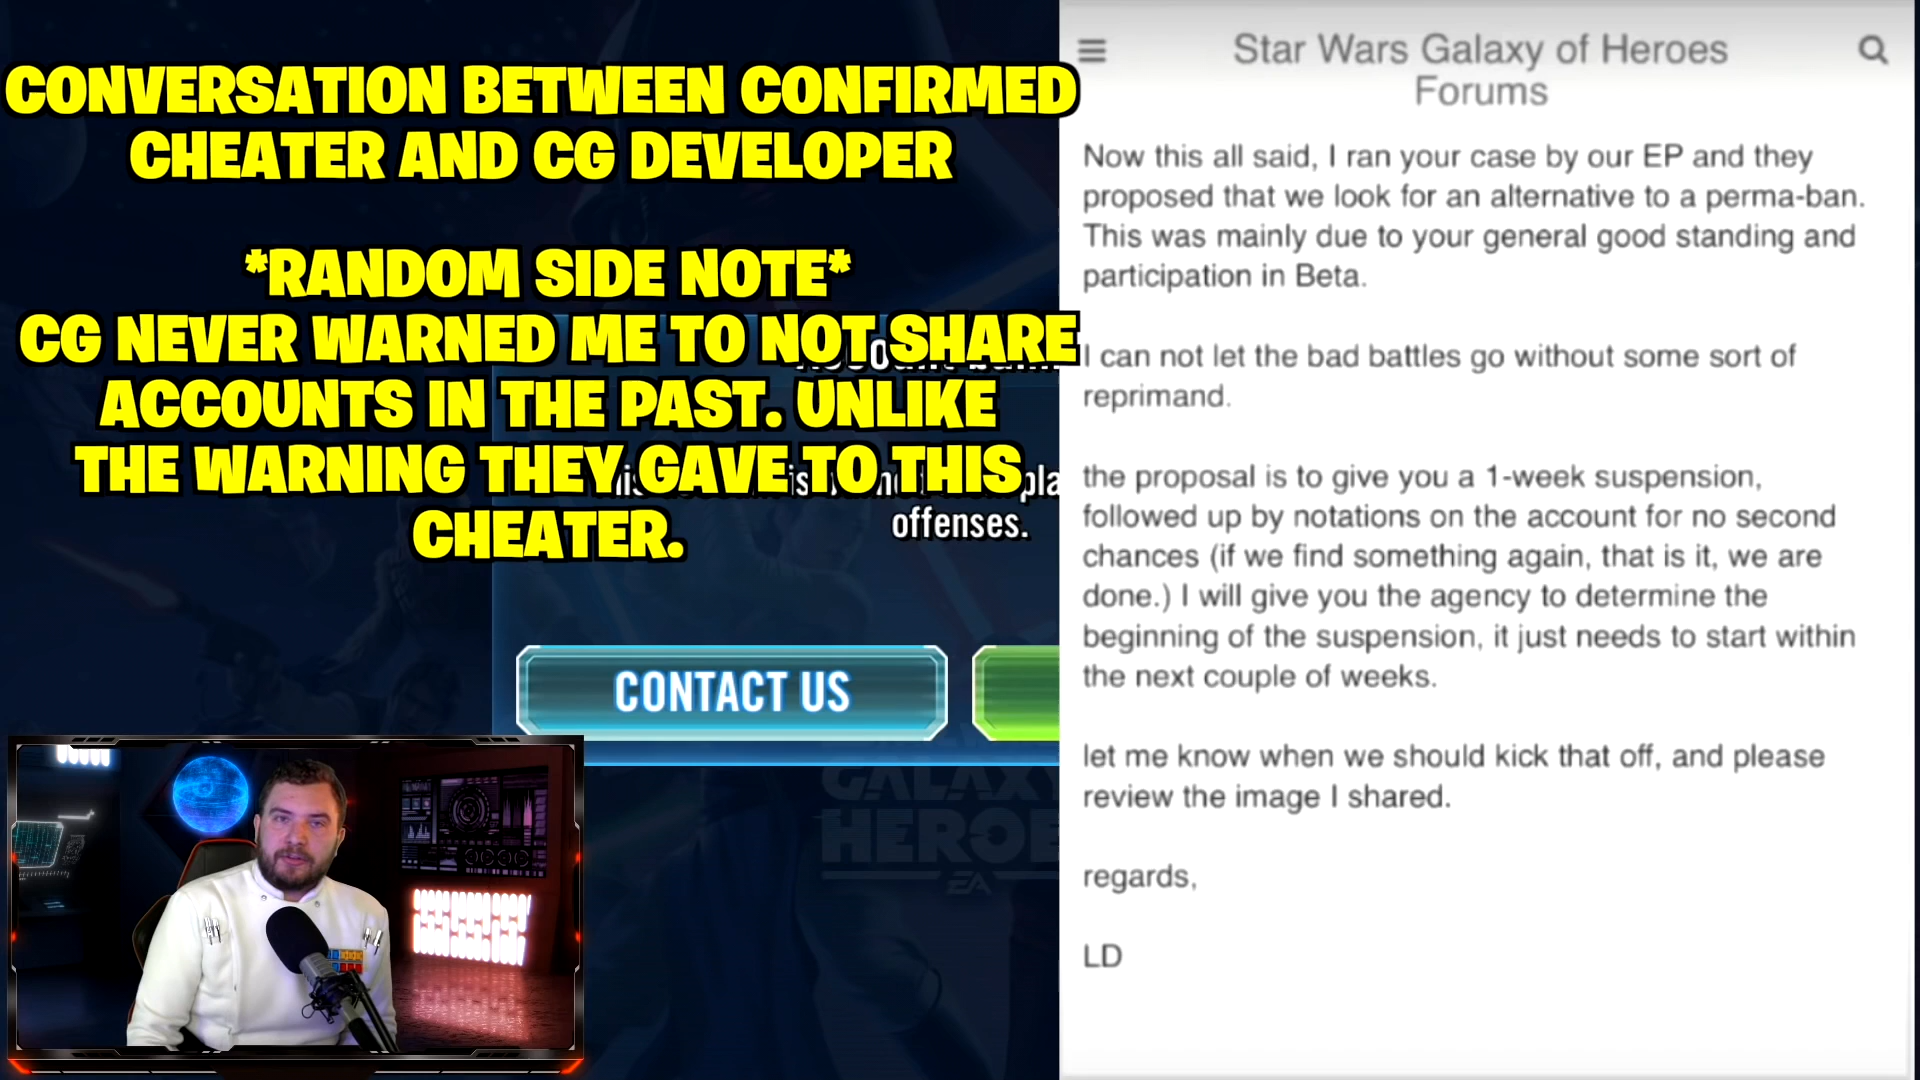 CONVERSATION BETWEEN CONFIRMED
CHEATER AND CG DEVELOPER
*RANDOM SIDE NOTE*
CG NEVER WARNED ME TO NOT SHARE
ACCOUNTS IN THE PAST. UNLIKE
THE WARNING THEY GAVE TO THIS
CHEATER.
offenses.
CONTACT US
GALAXY
HEROE
EA
Star Wars Galaxy of Heroes
Forums
Now this all said, I ran your case by our EP and they
proposed that we look for an alternative to a perma-ban.
This was mainly due to your general good standing and
participation in Beta.
I can not let the bad battles go without some sort of
reprimand.
the proposal is to give you a 1-week suspension,
followed up by notations on the account for no second
chances (if we find something again, that is it, we are
done.) I will give you the agency to determine the
beginning of the suspension, it just needs to start within
the next couple of weeks.
let me know when we should kick that off, and please
review the image I shared.
regards,
LD